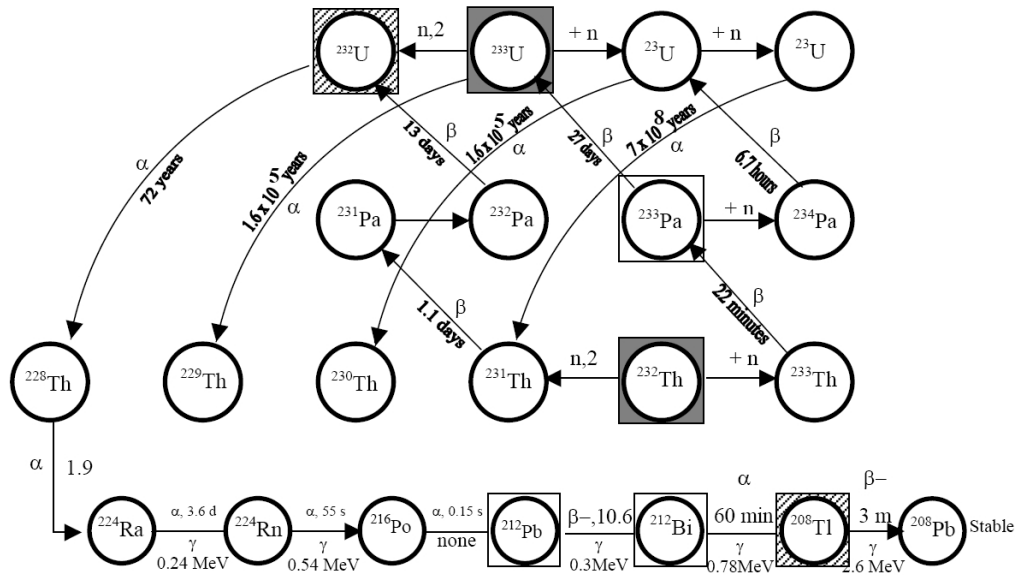 232U
n,2
233U
+ n
23U
+ n
23U
α
72 years
1.6 x 10 5 years
α
13 days
β
1.6 x 10 5 years
α
27 days
β
7 x 10 8 years
α
β
6.7 hours
231Pa
232Pa
233Pa
+ n
234Pa
β
1.1 days
β
22 minutes
228Th
229Th
230Th
231Th
n,2
232Th
+ n
233Th
α
1.9
224Ra
α, 3.6 d
γ
0.24 MeV
224Rn
α, 55 s
γ
0.54 MeV
216Po
α, 0.15 s
none
212Pb
β−,10.6
γ
0.3MeV
212Bi
α
60 min
γ
0.78MeV
208Tl
β−
3 m
γ
2.6 MeV
208Pb
Stable